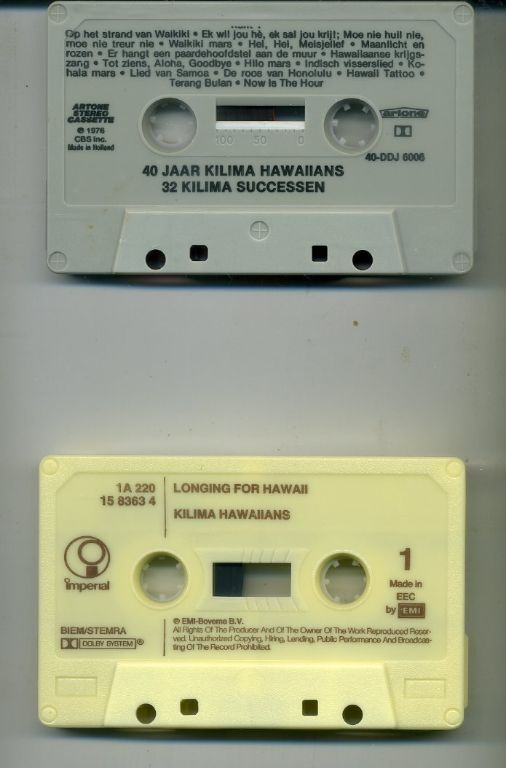 Op het strand van Waikiki • Ek wil jou hè, ek sal jou krij!; Moe nie huil nie,
moe nie treur nie • Waikiki mars • Hei, Hei, Meisjelief • Maanlicht en
rozen • Er hangt een paardehoofdstel aan de muur • Hawaiiaanse krijgs-
zang • Tot ziens, Aloha, Goodbye • Hilo mars • Indisch visserslied • Ko-
hala mars • Lied van Samoa • De roos van Honolulu • Hawaii Tattoo •
Terang Bulan • Now Is The Hour
ARTONE
STEREO
CASSETTE
℗ 1976
CBS Inc.
Made in Holland
100 50 0
artone
40-DDJ 6006
40 JAAR KILIMA HAWAIIANS
32 KILIMA SUCCESSEN
1A 220
15 8363 4
LONGING FOR HAWAII
KILIMA HAWAIIANS
imperial
1
Made in
EEC
by EMI
BIEM/STEMRA
DOLBY SYSTEM ®
℗ EMI-Bovema B.V.
All Rights Of The Producer And Of The Owner Of The Work Reproduced Reser-
ved. Unauthorized Copying, Hiring, Lending, Public Performance And Broadcas-
ting Of The Record Prohibited.